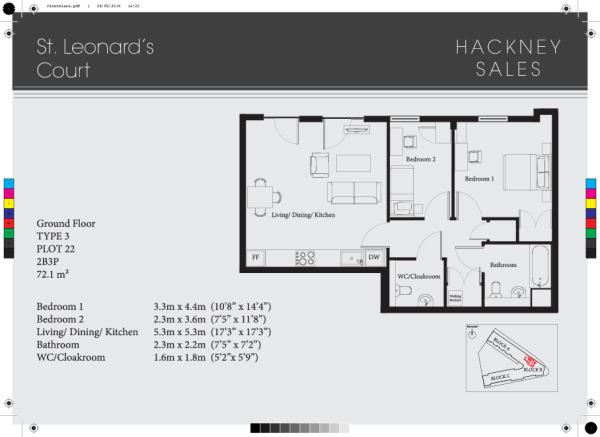 1 24/05/2016 14:23
St. Leonard's
Court
HACKNEY
SALES
Ground Floor
TYPE 3
PLOT 22
2B3P
72.1 m²
Bedroom 1 3.3m x 4.4m (10'8" x 14'4")
Bedroom 2 2.3m x 3.6m (7'5" x 11'8")
Living/ Dining/ Kitchen 5.3m x 5.3m (17'3" x 17'3")
Bathroom 2.3m x 2.2m (7'5" x 7'2")
WC/Cloakroom 1.6m x 1.8m (5'2"x 5'9")
Bedroom 2
Bedroom 1
Living/ Dining/ Kitchen
FF
DW
WC/Cloakroom
Bathroom
Washing
Machine
BLOCK A
BLOCK B
BLOCK C